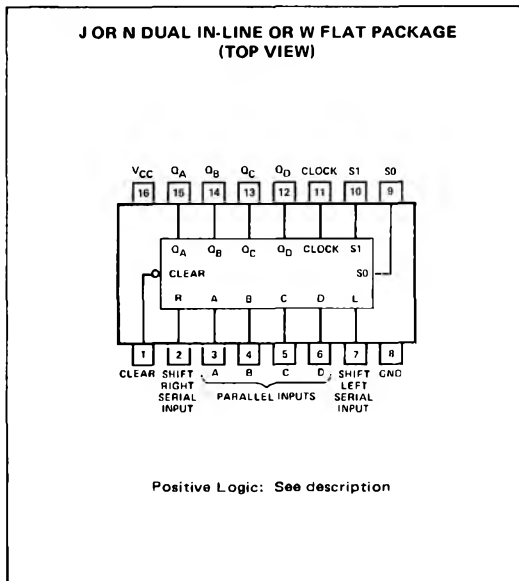 J OR N DUAL IN-LINE OR W FLAT PACKAGE
(TOP VIEW)
VCC QA QB QC QD CLOCK S1 S0
16 15 14 13 12 11 10 9
QA QB QC QD CLOCK S1
CLEAR S0
R A B C D L
1 2 3 4 5 6 7 8
CLEAR SHIFT RIGHT SERIAL INPUT A B C D SHIFT LEFT SERIAL INPUT GND
PARALLEL INPUTS
Positive Logic: See description